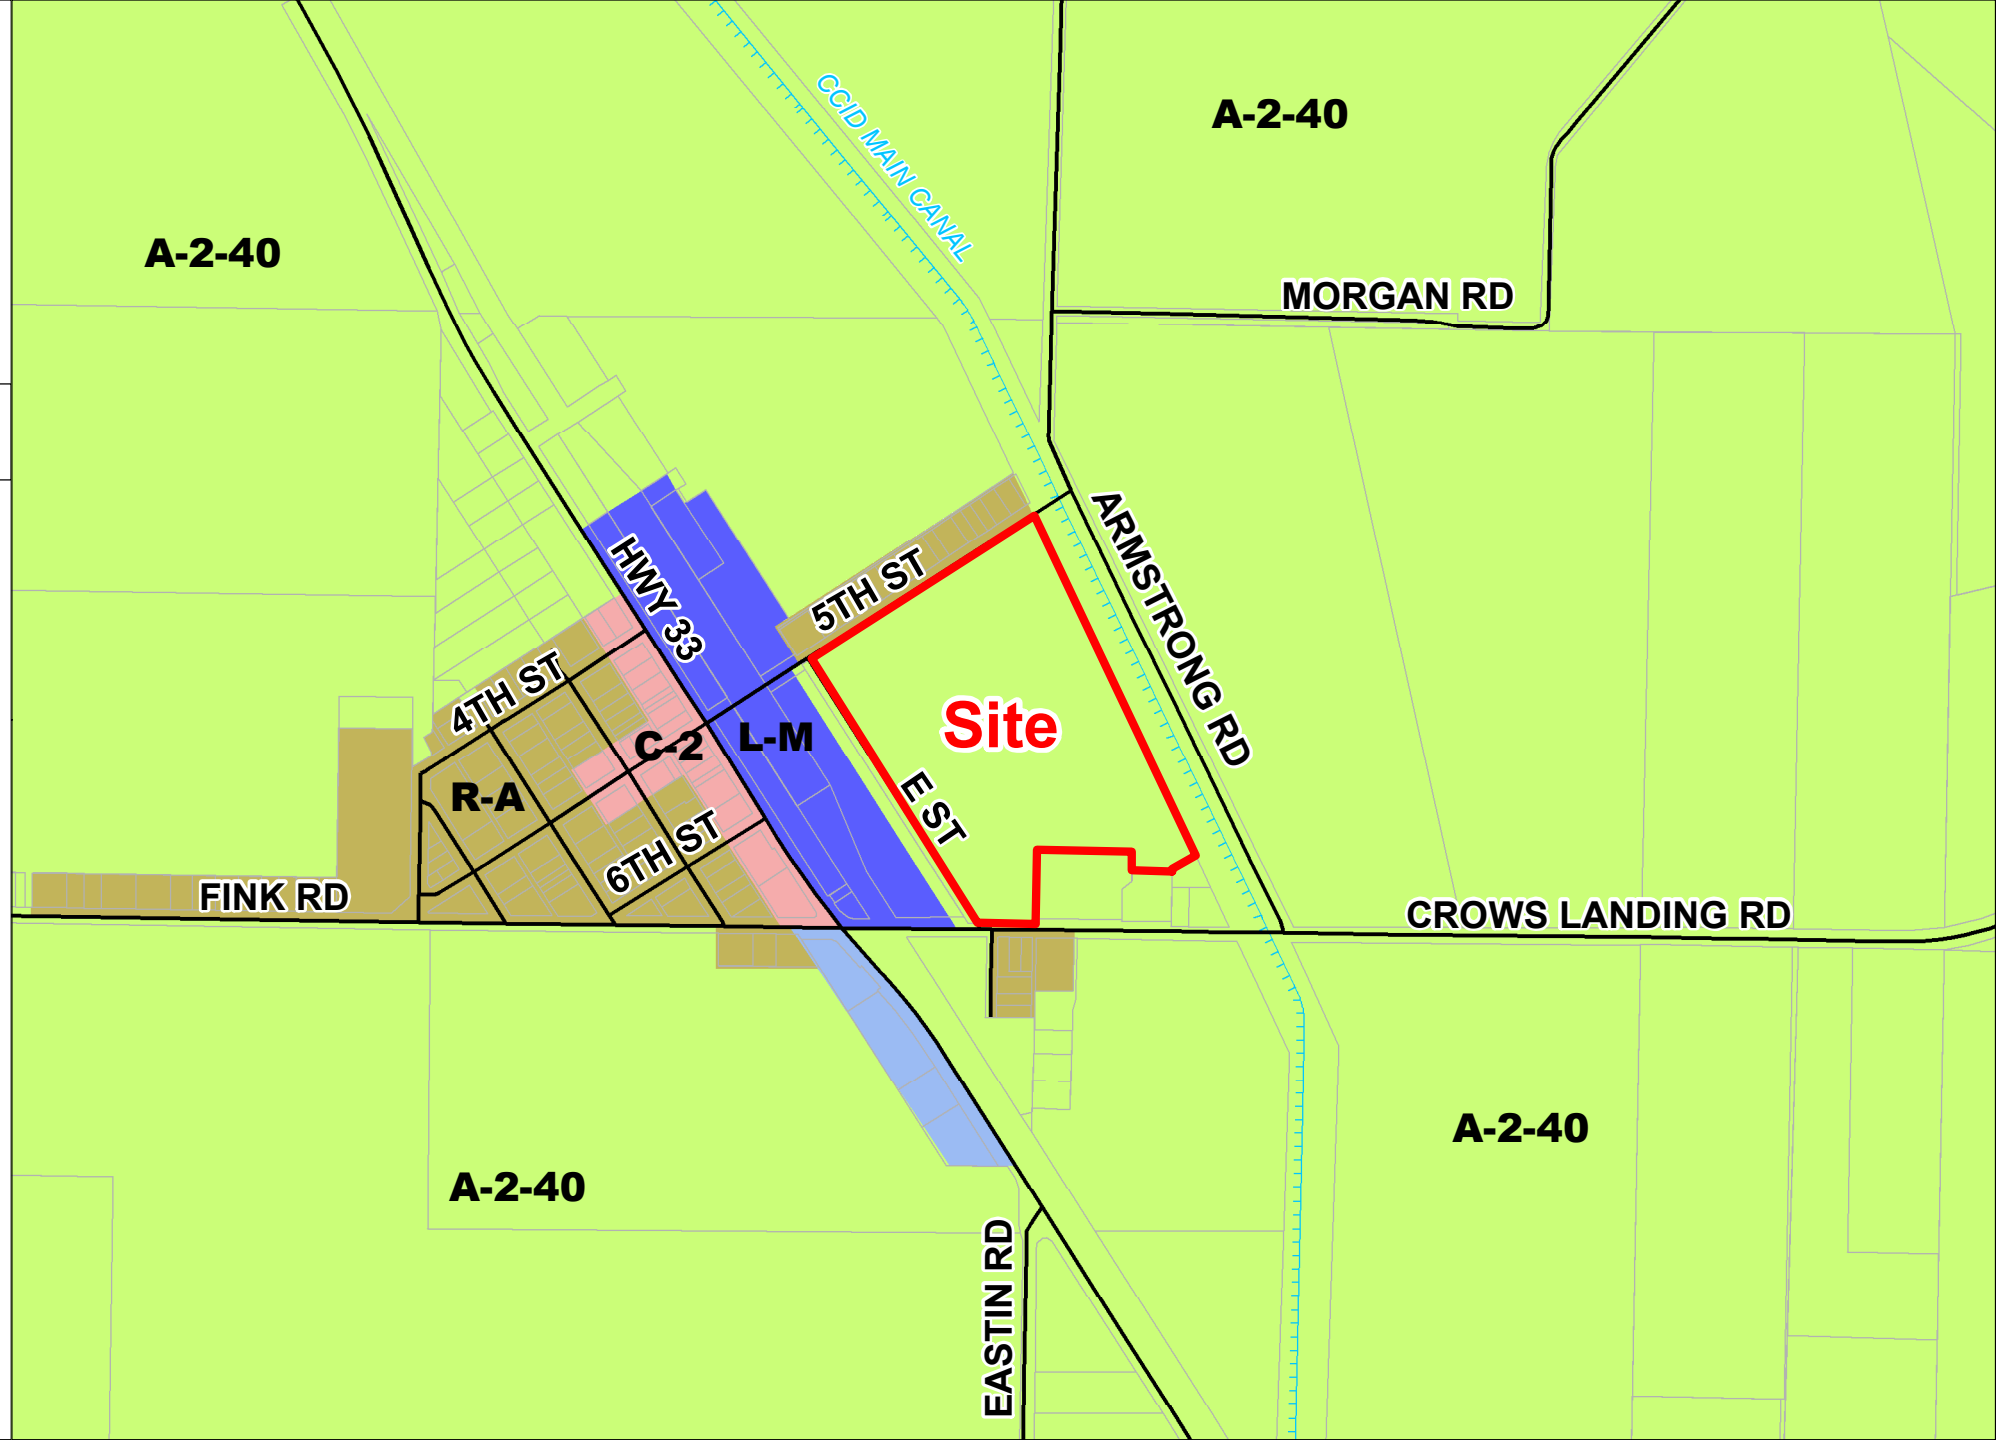 CCID MAIN CANAL
A-2-40
A-2-40
MORGAN RD
HWY 33
ARMSTRONG RD
5TH ST
4TH ST
Site
C-2
L-M
R-A
E ST
6TH ST
FINK RD
CROWS LANDING RD
A-2-40
A-2-40
EASTIN RD